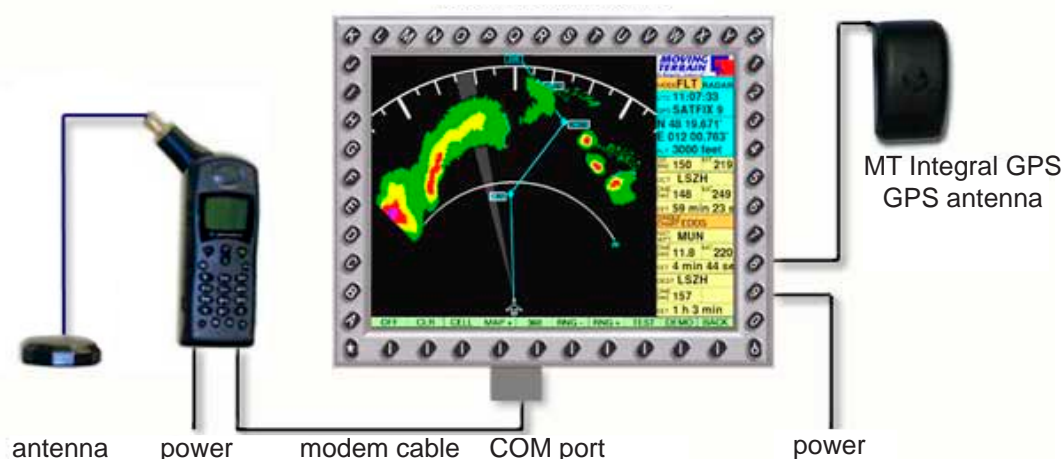 K L M N O P Q R S T U V W X Y Z
MOVING
TERRAIN
FLT RADAR
11:07:33
SATFIX 9
N 48 19.671'
E 012 00.763'
3000 feet
150 219
LSZH
148 249
59 min 23 s
EDDS
MUN
11.8 220
4 min 44 se
LSZH
157
1 h 3 min
OFF CLR CELL MAP+ 360 RNG - RNG + TEST DEMO BACK
MT Integral GPS
GPS antenna
antenna power modem cable COM port power